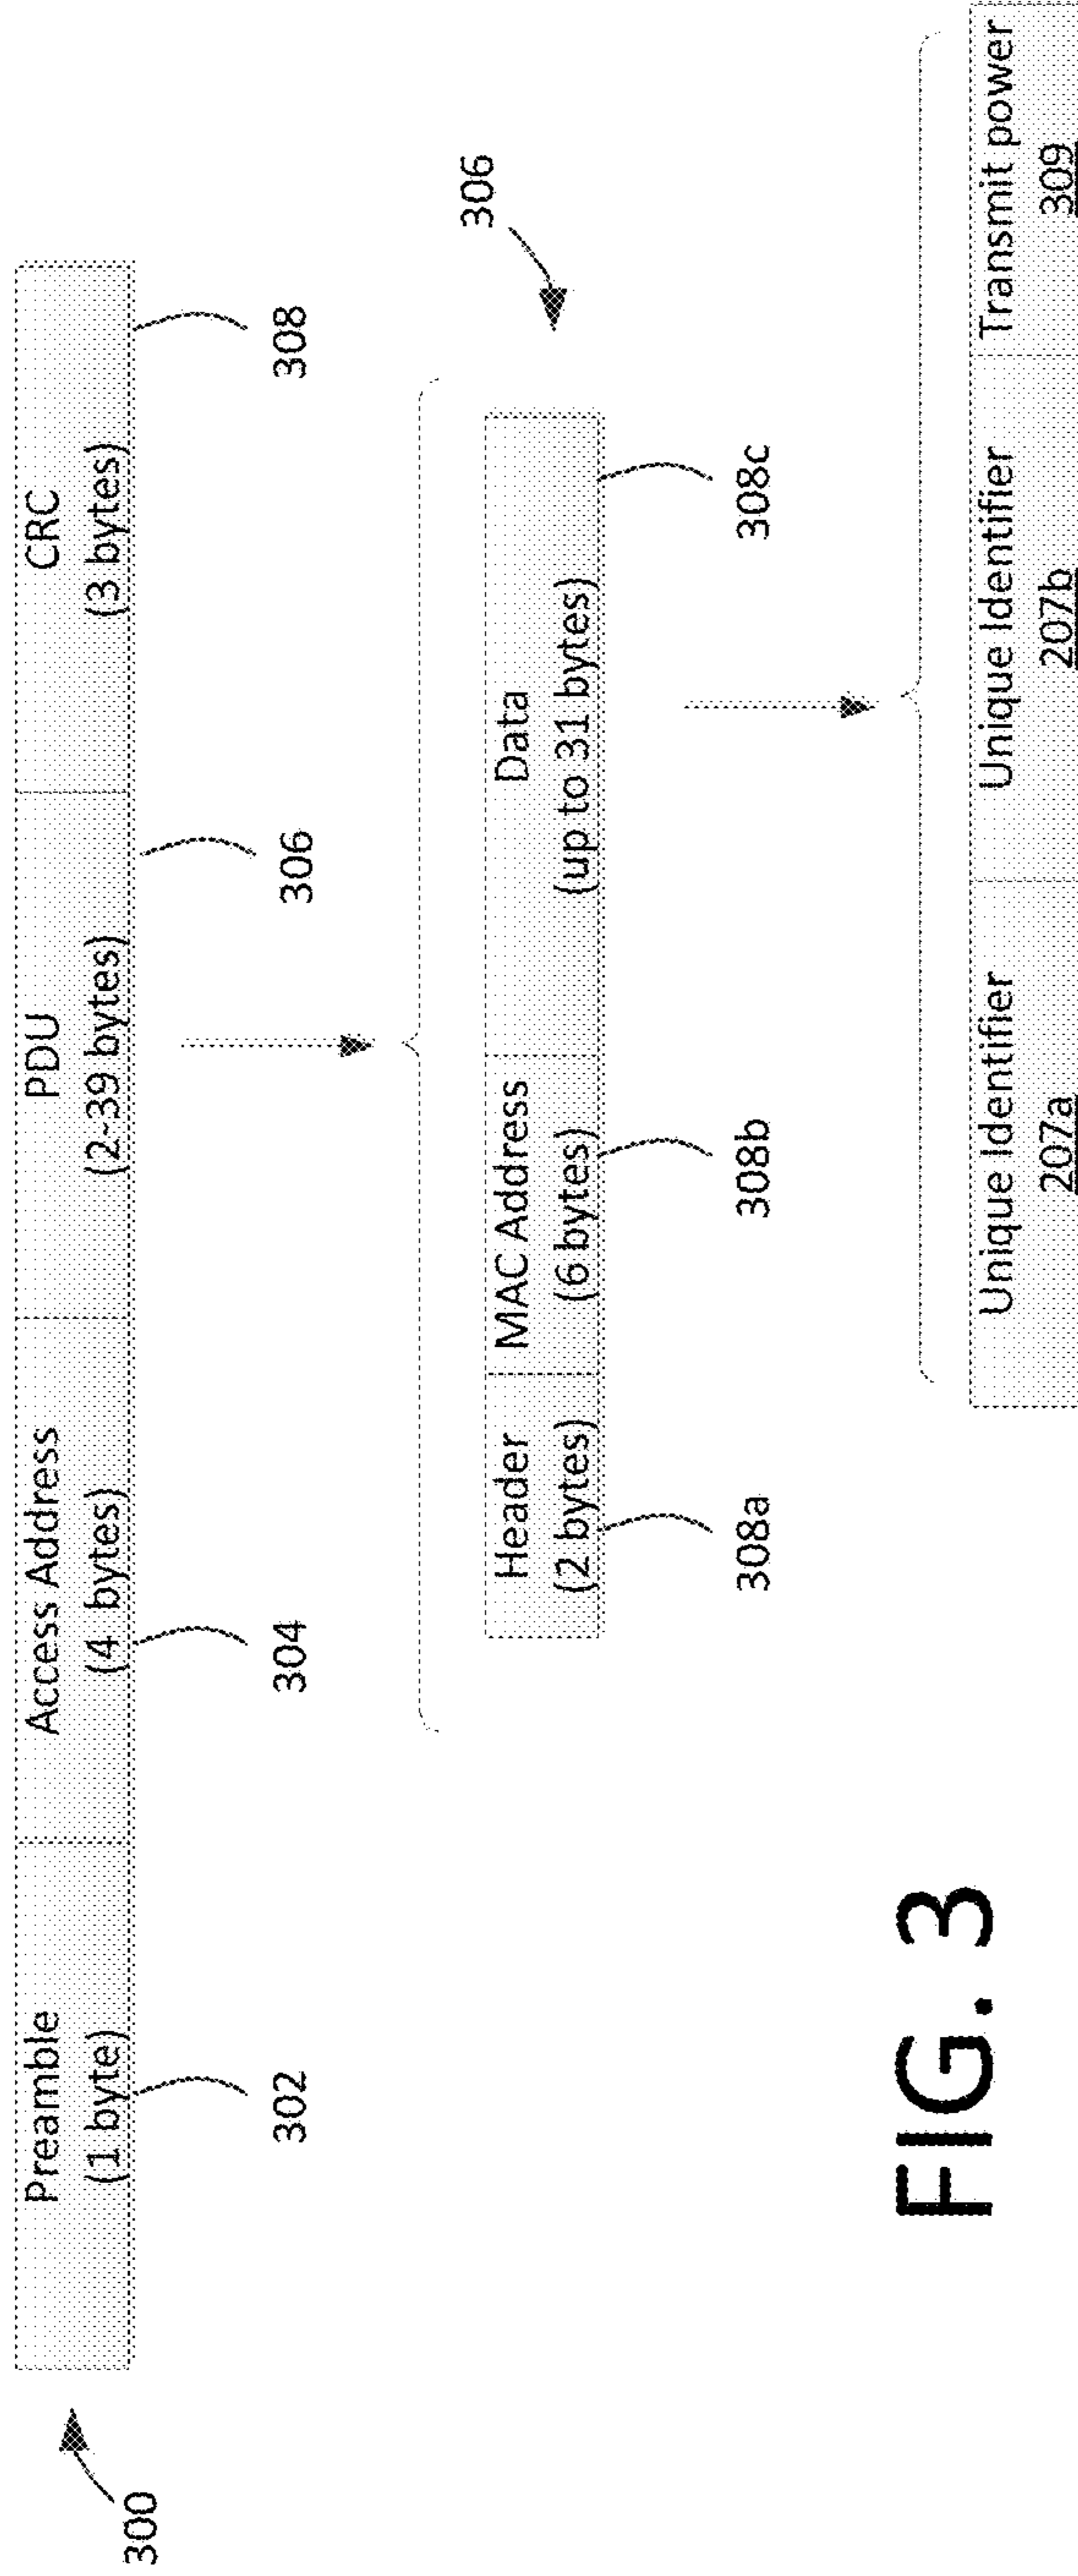 300
Preamble
(1 byte)
302
Access Address
(4 bytes)
304
PDU
(2~39 bytes)
306
CRC
(3 bytes)
308
306
Header
(2 bytes)
308a
MAC Address
(6 bytes)
308b
Data
(up to 31 bytes)
308c
Unique Identifier
207a
Unique Identifier
207b
Transmit power
309
FIG. 3